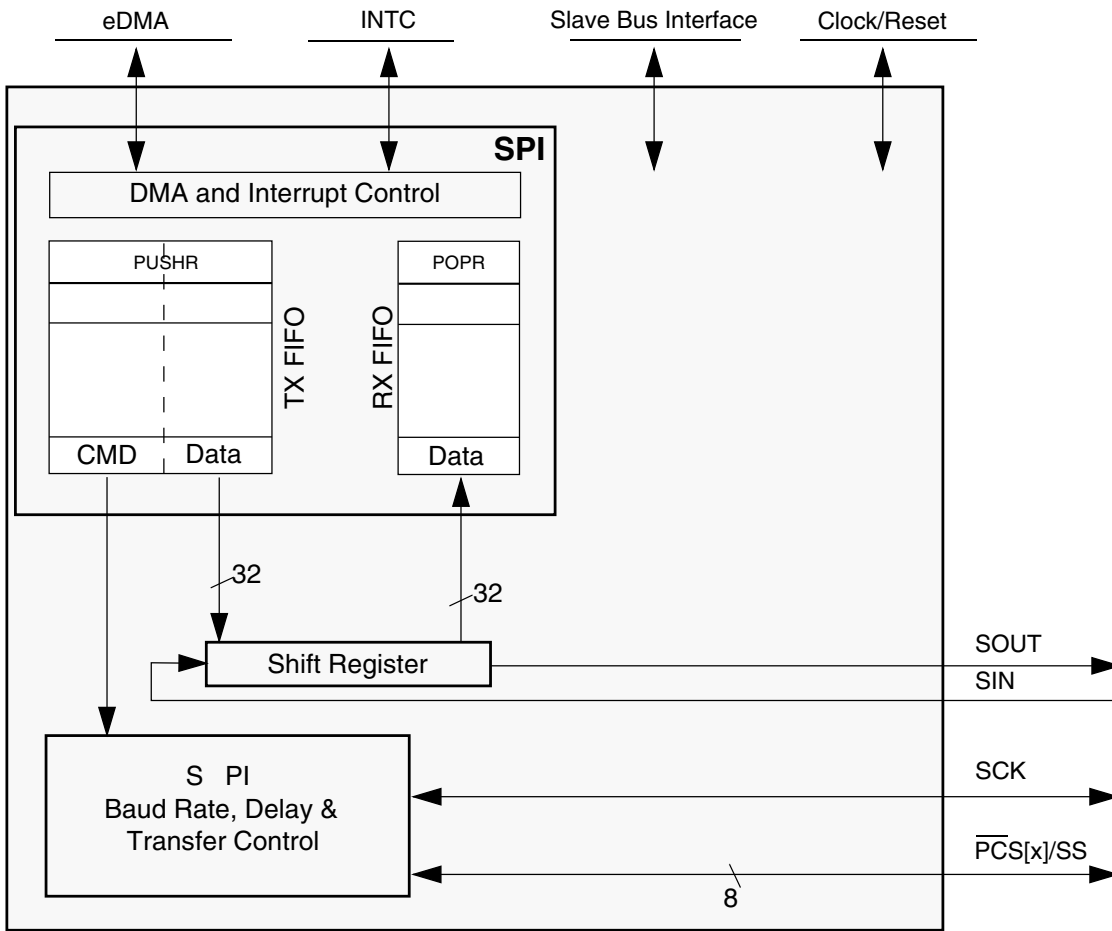 eDMA
INTC
Slave Bus Interface
Clock/Reset
SPI
DMA and Interrupt Control
PUSHR
POPR
TX FIFO
RX FIFO
CMD
Data
Data
32
32
Shift Register
SOUT
SIN
S PI
Baud Rate, Delay &
Transfer Control
SCK
PCS[x]/SS
8